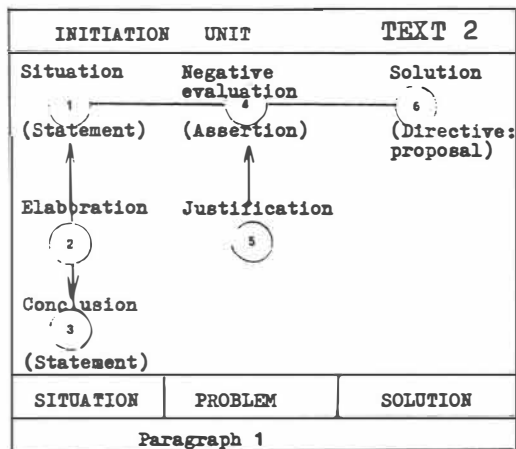 INITIATION UNIT TEXT 2
Situation Negative evaluation Solution
1 4 6
(Statement) (Assertion) (Directive: proposal)
Elaboration Justification
2 5
Conclusion
3
(Statement)
SITUATION PROBLEM SOLUTION
Paragraph 1